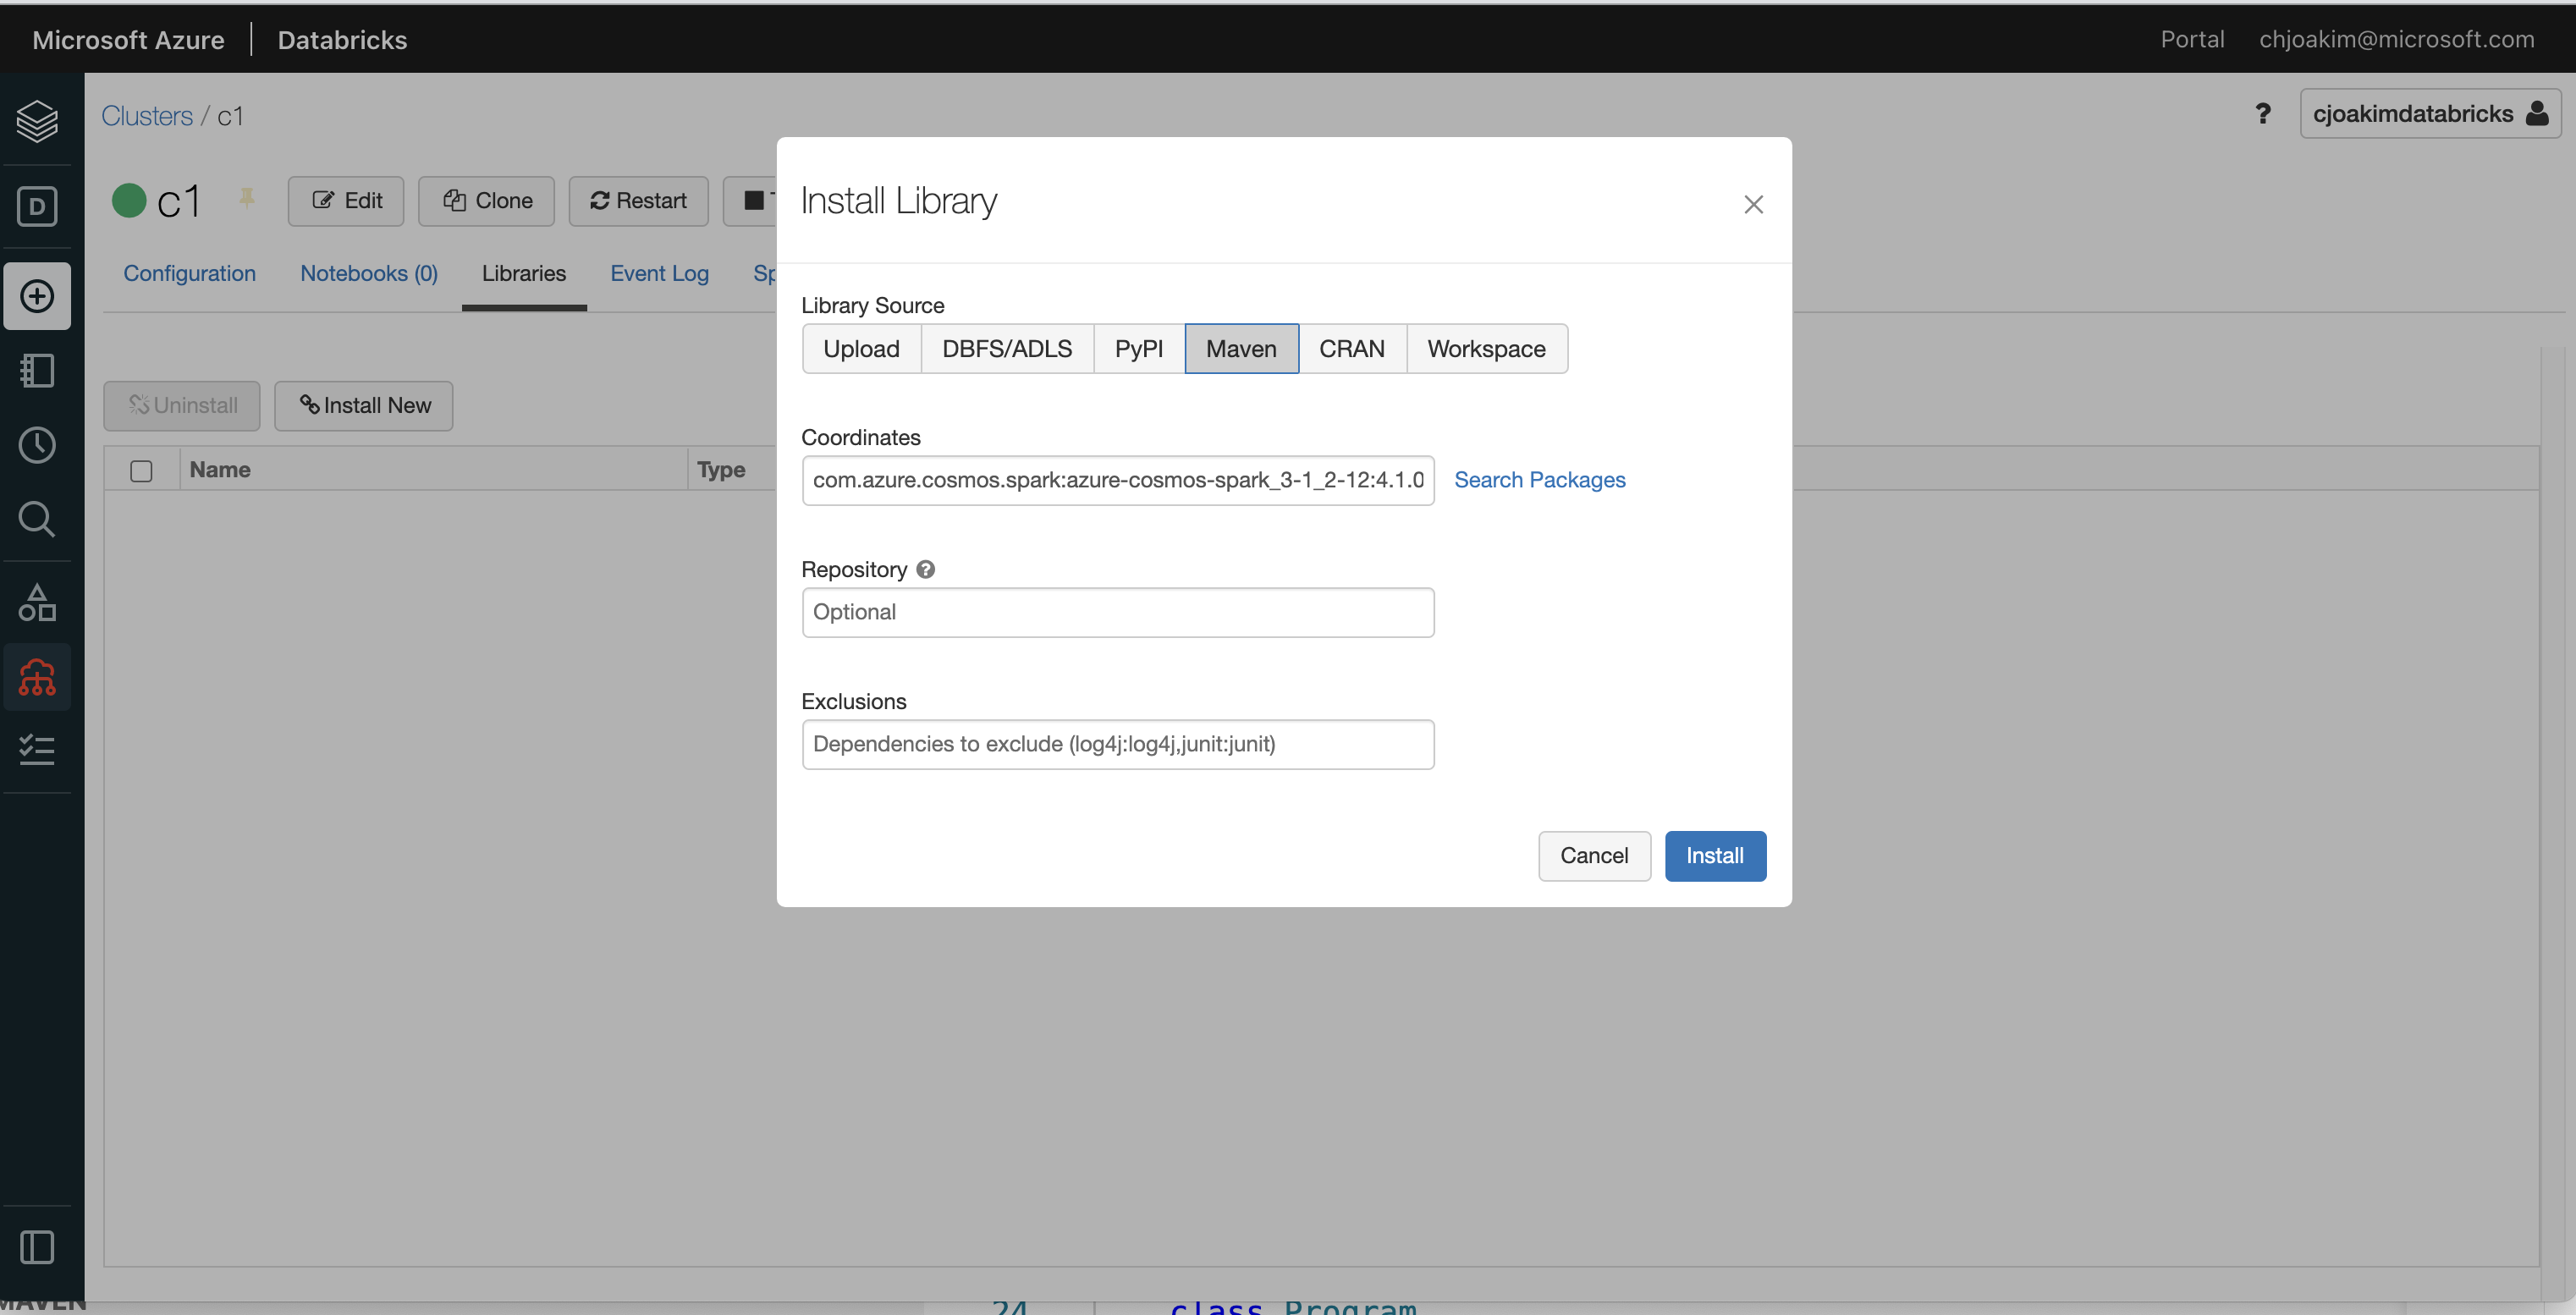 Microsoft Azure | Databricks
Portal chjoakim@microsoft.com
Clusters / c1
? cjoakimdatabricks
D
c1 Edit Clone Restart
Configuration Notebooks (0) Libraries Event Log Sp
Uninstall Install New
Name Type
Install Library
Library Source
Upload DBFS/ADLS PyPI Maven CRAN Workspace
Coordinates
com.azure.cosmos.spark:azure-cosmos-spark_3-1_2-12:4.1.0 Search Packages
Repository ?
Optional
Exclusions
Dependencies to exclude (log4j:log4j,junit:junit)
Cancel Install
MAVEN 24 class Program